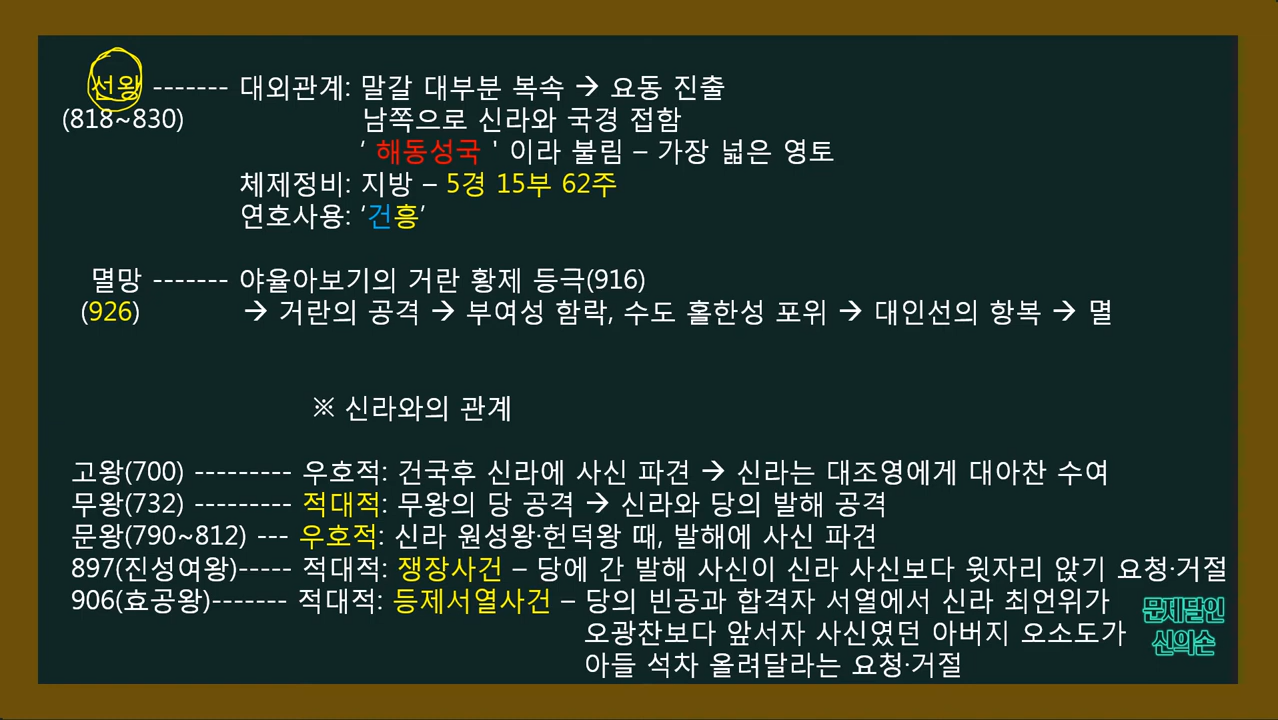 선왕 ------- 대외관계: 말갈 대부분 복속 → 요동 진출
(818~830) 남쪽으로 신라와 국경 접함
‘ 해동성국 ' 이라 불림 – 가장 넓은 영토
체제정비: 지방 – 5경 15부 62주
연호사용: ‘건흥’
멸망 ------- 야율아보기의 거란 황제 등극(916)
(926) → 거란의 공격 → 부여성 함락, 수도 홀한성 포위 → 대인선의 항복 → 멸
※ 신라와의 관계
고왕(700) --------- 우호적: 건국후 신라에 사신 파견 → 신라는 대조영에게 대아찬 수여
무왕(732) --------- 적대적: 무왕의 당 공격 → 신라와 당의 발해 공격
문왕(790~812) --- 우호적: 신라 원성왕·헌덕왕 때, 발해에 사신 파견
897(진성여왕)----- 적대적: 쟁장사건 – 당에 간 발해 사신이 신라 사신보다 윗자리 앉기 요청·거절
906(효공왕)------- 적대적: 등제서열사건 – 당의 빈공과 합격자 서열에서 신라 최언위가
오광찬보다 앞서자 사신였던 아버지 오소도가
아들 석차 올려달라는 요청·거절
문제달인
신의손